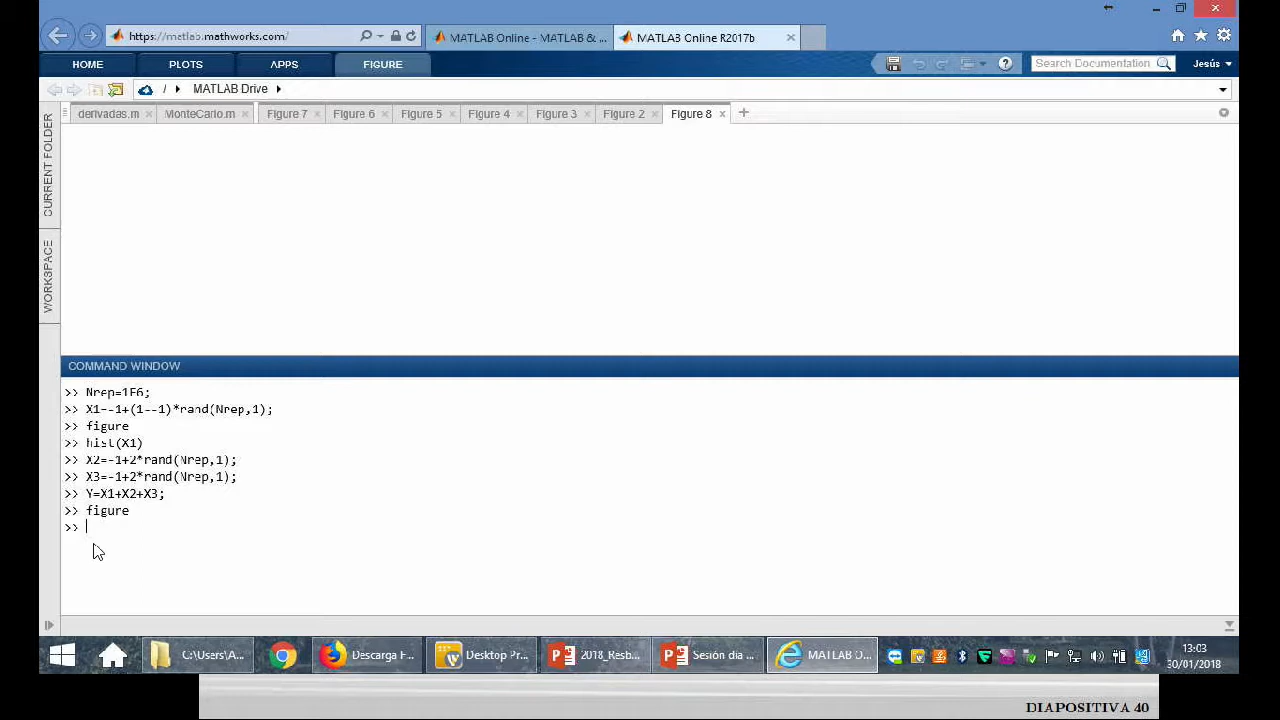 https://matlab.mathworks.com/
MATLAB Online - MATLAB & ...
MATLAB Online R2017b
HOME
PLOTS
APPS
FIGURE
Search Documentation
Jesús
/ MATLAB Drive
CURRENT FOLDER
WORKSPACE
derivadas.m
MonteCarlo.m
Figure 7
Figure 6
Figure 5
Figure 4
Figure 3
Figure 2
Figure 8
COMMAND WINDOW
>> Nrep=1E6;
>> X1=-1+(1--1)*rand(Nrep,1);
>> figure
>> hist(X1)
>> X2=-1+2*rand(Nrep,1);
>> X3=-1+2*rand(Nrep,1);
>> Y=X1+X2+X3;
>> figure
>>
C:\Users\A...
Descarga F...
Desktop Pr...
2018_Resb...
Sesión dia ...
MATLAB O...
13:03
30/01/2018
DIAPOSITIVA 40